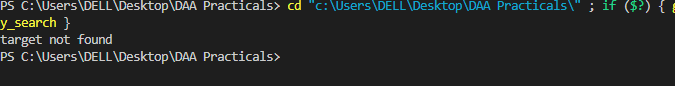 PS C:\Users\DELL\Desktop\DAA Practicals> cd "c:\Users\DELL\Desktop\DAA Practicals\" ; if ($?) { g
y_search }
target not found
PS C:\Users\DELL\Desktop\DAA Practicals>